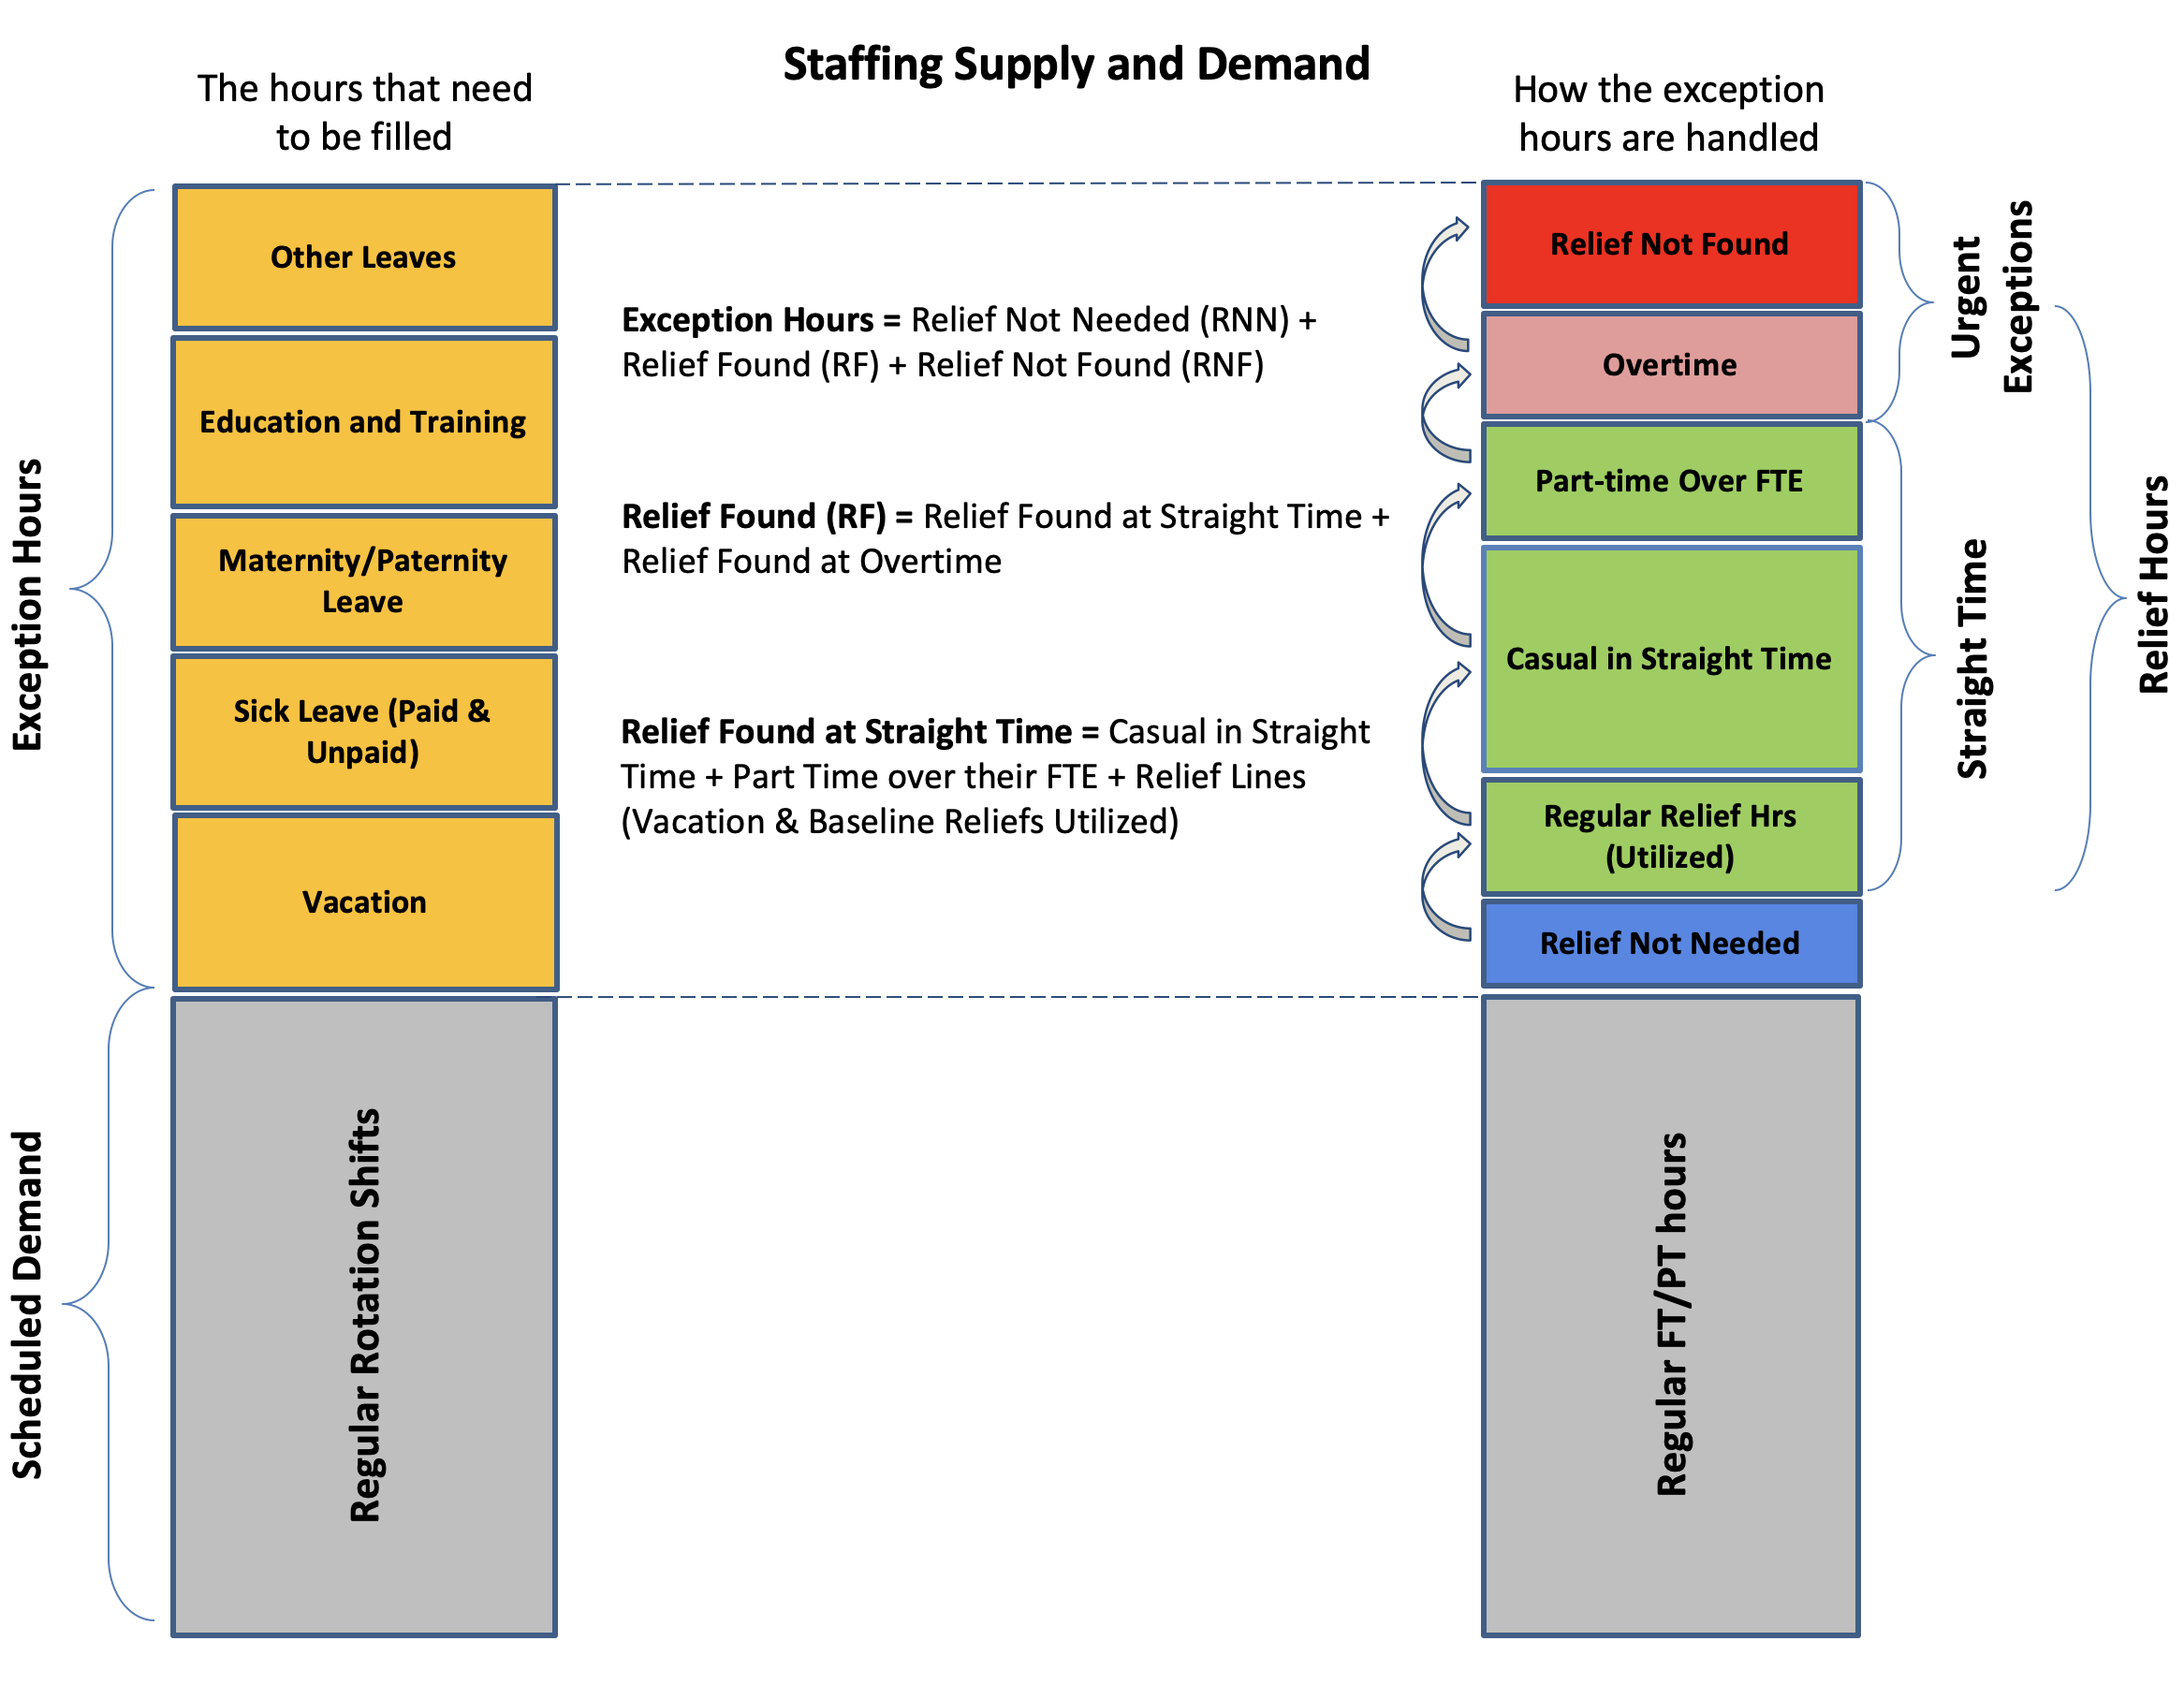 Staffing Supply and Demand
The hours that need
to be filled
How the exception
hours are handled
Exception Hours
Scheduled Demand
Other Leaves
Education and Training
Maternity/Paternity
Leave
Sick Leave (Paid &
Unpaid)
Vacation
Regular Rotation Shifts
Exception Hours = Relief Not Needed (RNN) +
Relief Found (RF) + Relief Not Found (RNF)
Relief Found (RF) = Relief Found at Straight Time +
Relief Found at Overtime
Relief Found at Straight Time = Casual in Straight
Time + Part Time over their FTE + Relief Lines
(Vacation & Baseline Reliefs Utilized)
Relief Not Found
Overtime
Part-time Over FTE
Casual in Straight Time
Regular Relief Hrs
(Utilized)
Relief Not Needed
Regular FT/PT hours
Urgent
Exceptions
Straight Time
Relief Hours